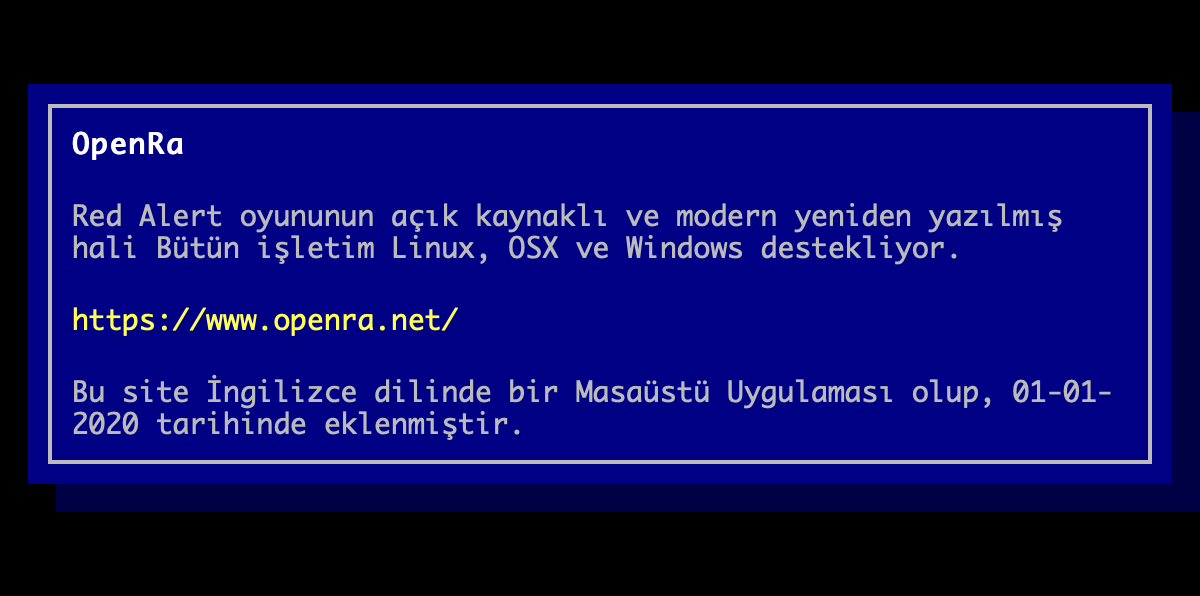 OpenRa
Red Alert oyununun açık kaynaklı ve modern yeniden yazılmış
hali Bütün işletim Linux, OSX ve Windows destekliyor.
https://www.openra.net/
Bu site İngilizce dilinde bir Masaüstü Uygulaması olup, 01-01-
2020 tarihinde eklenmiştir.